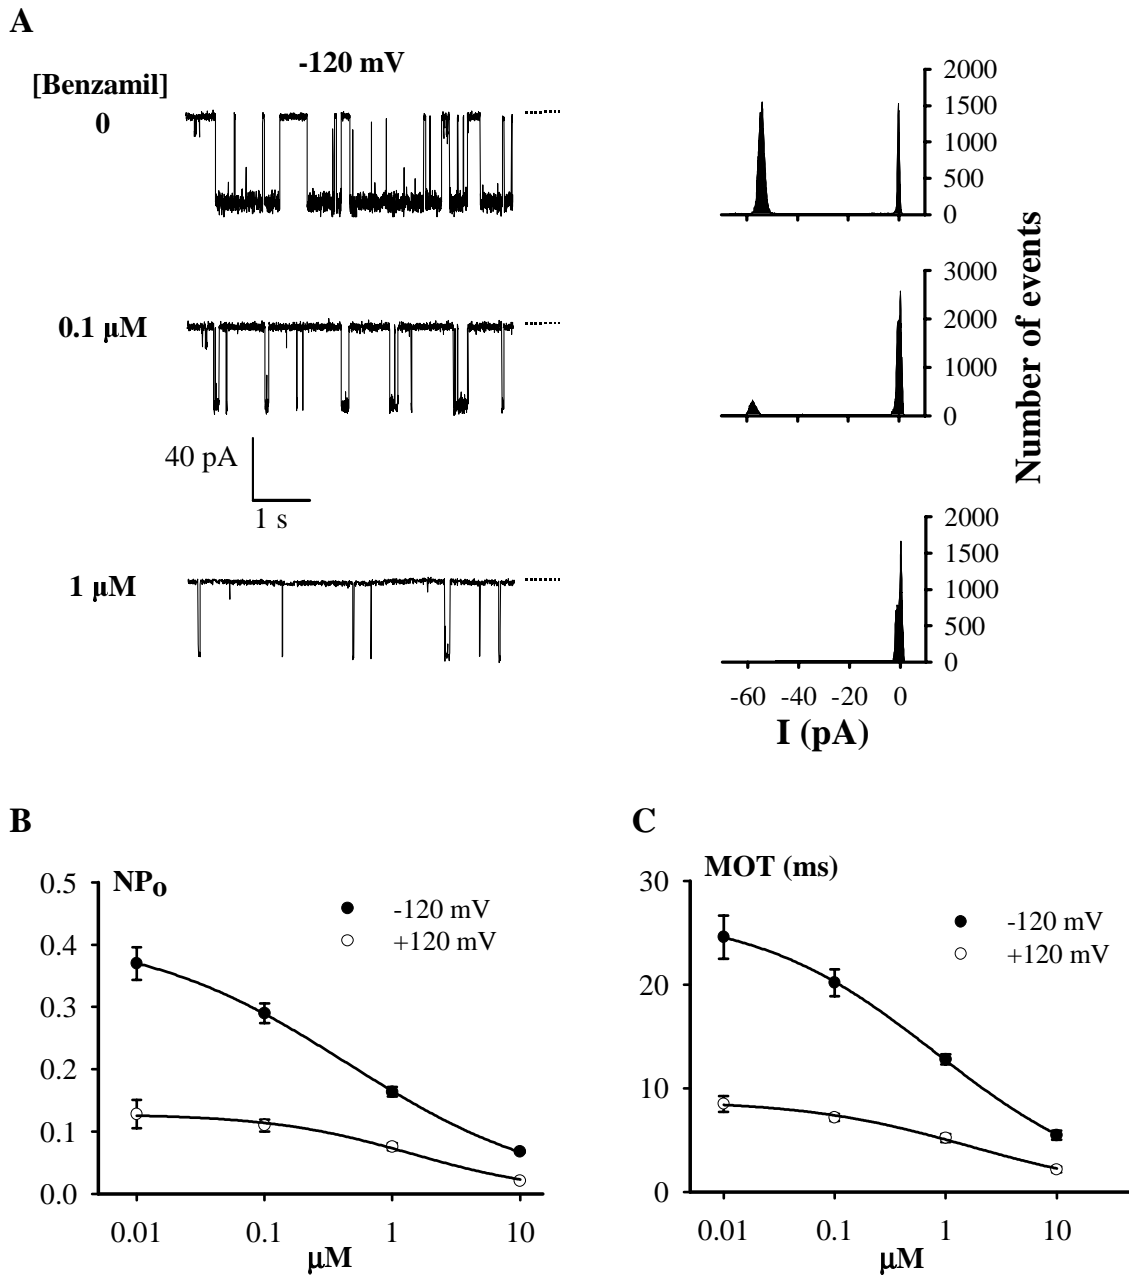 A
-120 mV
[Benzamil]
0
2000
1500
1000
500
0
0.1 μM
3000
2000
1000
0
Number of events
40 pA
1 s
1 μM
2000
1500
1000
500
0
-60 -40 -20 0
I (pA)
B
NPo
0.5
0.4
0.3
0.2
0.1
0.0
-120 mV
+120 mV
0.01 0.1 1 10
μM
C
MOT (ms)
30
20
10
0
-120 mV
+120 mV
0.01 0.1 1 10
μM